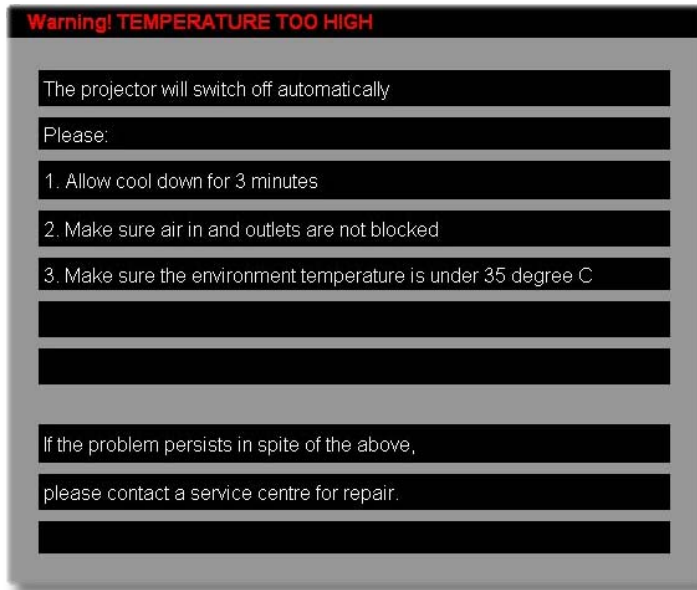 Warning! TEMPERATURE TOO HIGH
The projector will switch off automatically
Please:
1. Allow cool down for 3 minutes
2. Make sure air in and outlets are not blocked
3. Make sure the environment temperature is under 35 degree C
If the problem persists in spite of the above,
please contact a service centre for repair.